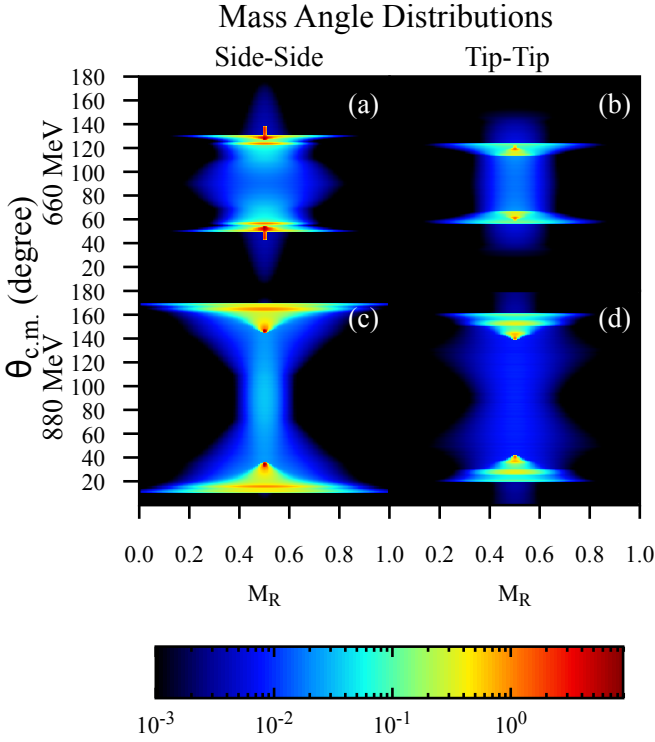 Mass Angle Distributions
Side-Side Tip-Tip
θc.m. (degree)
660 MeV
880 MeV
180
160
140
120
100
80
60
40
20
180
160
140
120
100
80
60
40
20
(a)
(b)
(c)
(d)
0.0 0.2 0.4 0.6 0.8 1.0 0.2 0.4 0.6 0.8 1.0
MR MR
10⁻³ 10⁻² 10⁻¹ 10⁰